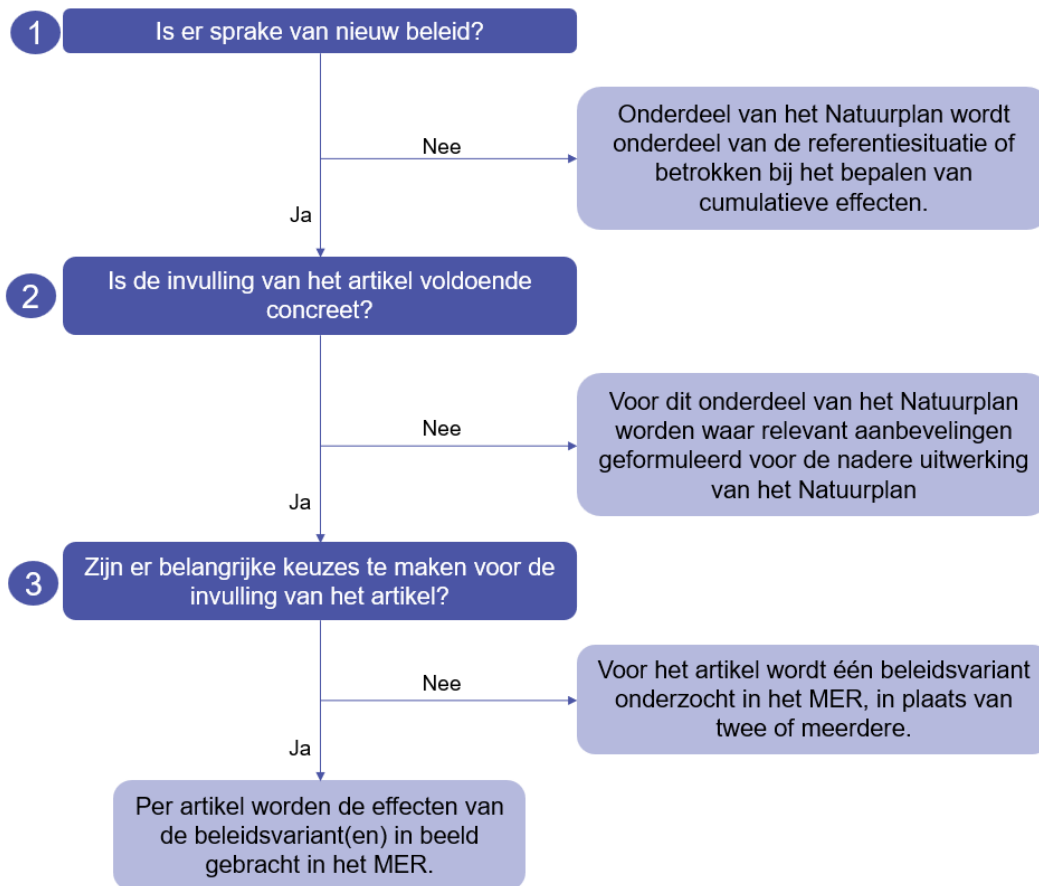 1
Is er sprake van nieuw beleid?
Nee
Onderdeel van het Natuurplan wordt
onderdeel van de referentiesituatie of
betrokken bij het bepalen van
cumulatieve effecten.
Ja
2
Is de invulling van het artikel voldoende
concreet?
Nee
Voor dit onderdeel van het Natuurplan
worden waar relevant aanbevelingen
geformuleerd voor de nadere uitwerking
van het Natuurplan
Ja
3
Zijn er belangrijke keuzes te maken voor de
invulling van het artikel?
Nee
Voor het artikel wordt één beleidsvariant
onderzocht in het MER, in plaats van
twee of meerdere.
Ja
Per artikel worden de effecten van
de beleidsvariant(en) in beeld
gebracht in het MER.